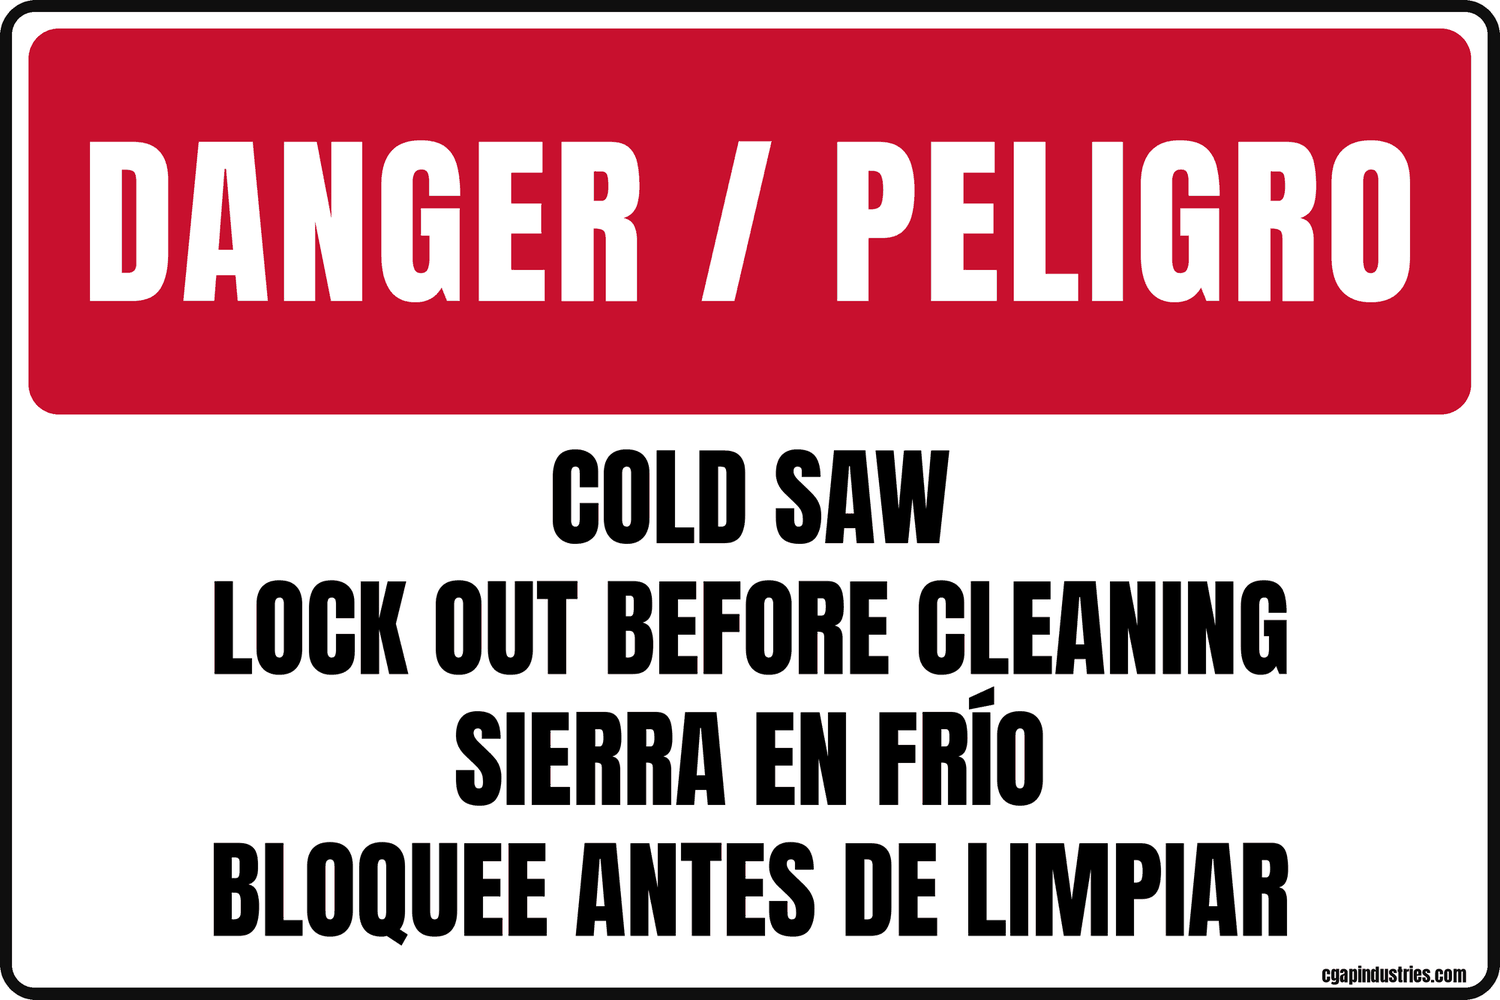 DANGER / PELIGRO
COLD SAW
LOCK OUT BEFORE CLEANING
SIERRA EN FRÍO
BLOQUEE ANTES DE LIMPIAR
cgapindustries.com